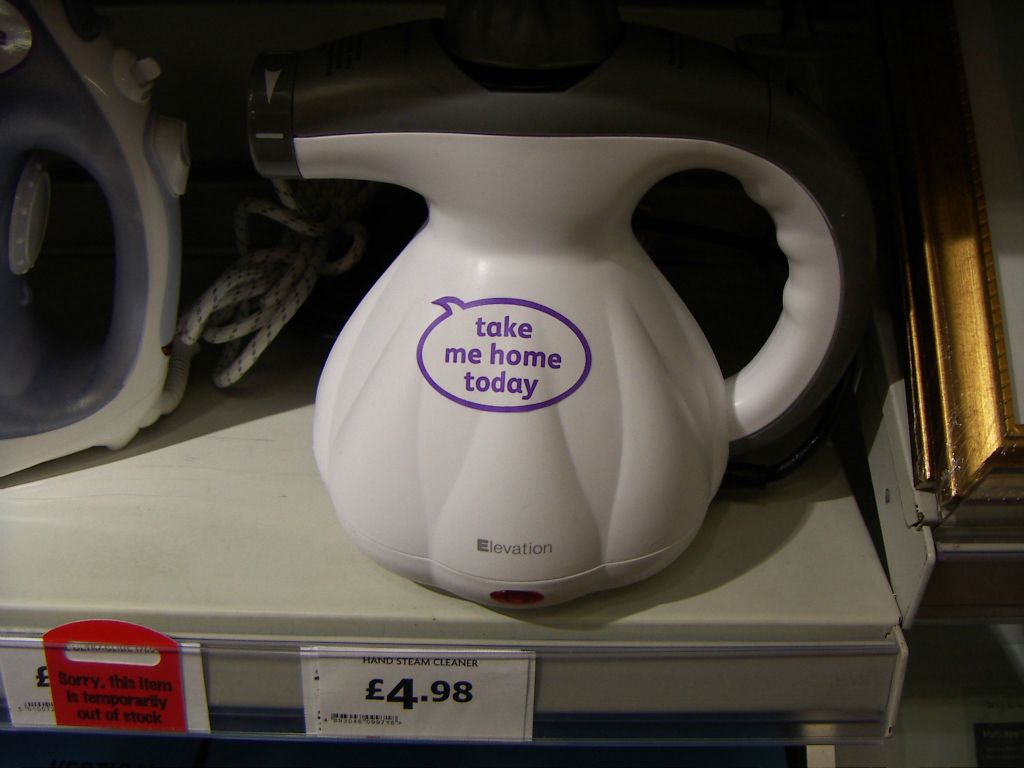 take
me home
today
Elevation
HAND STEAM CLEANER
£4.98
£
Sorry, this item
is temporarily
out of stock